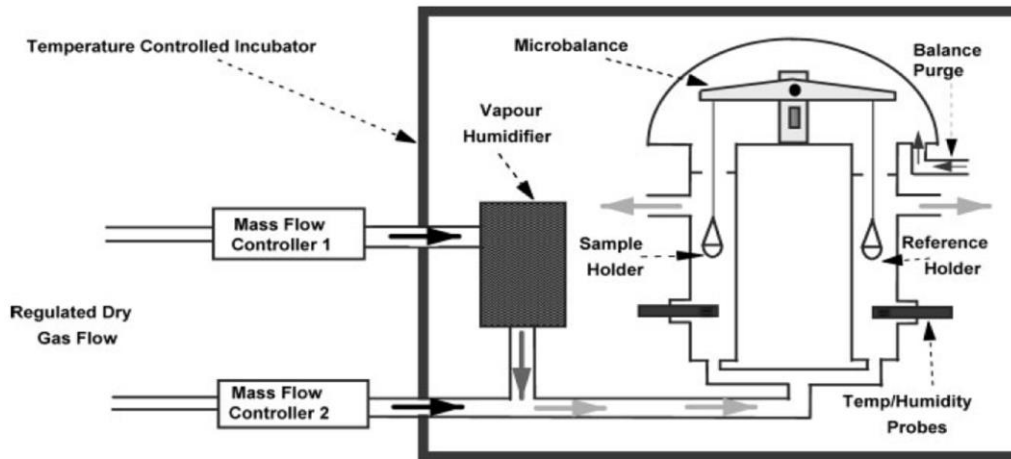 Temperature Controlled Incubator
Microbalance
Balance
Purge
Vapour
Humidifier
Mass Flow
Controller 1
Sample
Holder
Reference
Holder
Regulated Dry
Gas Flow
Mass Flow
Controller 2
Temp/Humidity
Probes